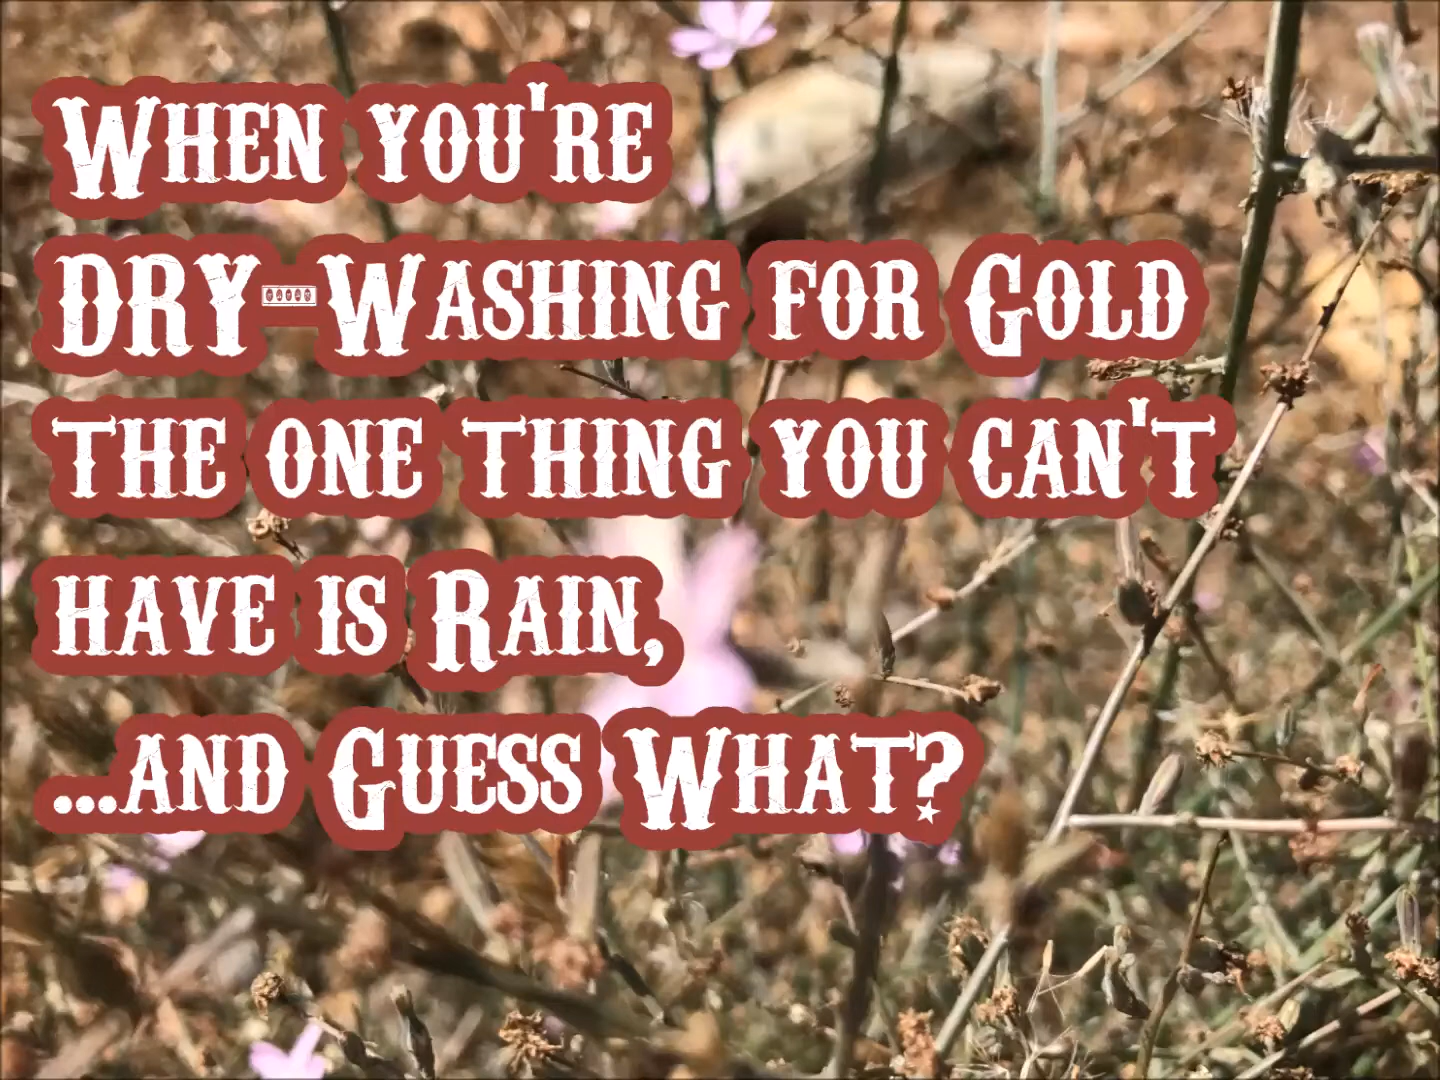 When you're
DRY-Washing for Gold
the one thing you can't
have is Rain,
...and Guess What?